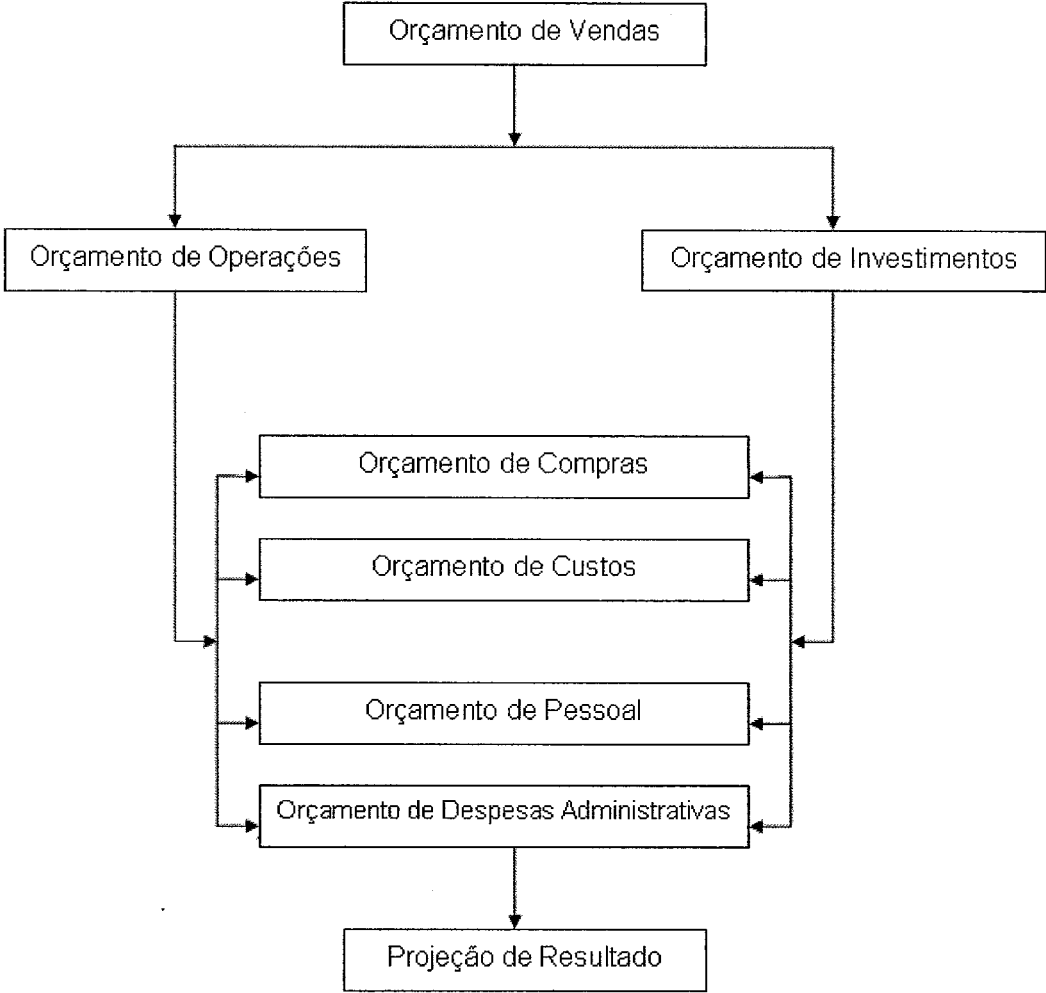 Orçamento de Vendas
Orçamento de Operações
Orçamento de Investimentos
Orçamento de Compras
Orçamento de Custos
Orçamento de Pessoal
Orçamento de Despesas Administrativas
Projeção de Resultado